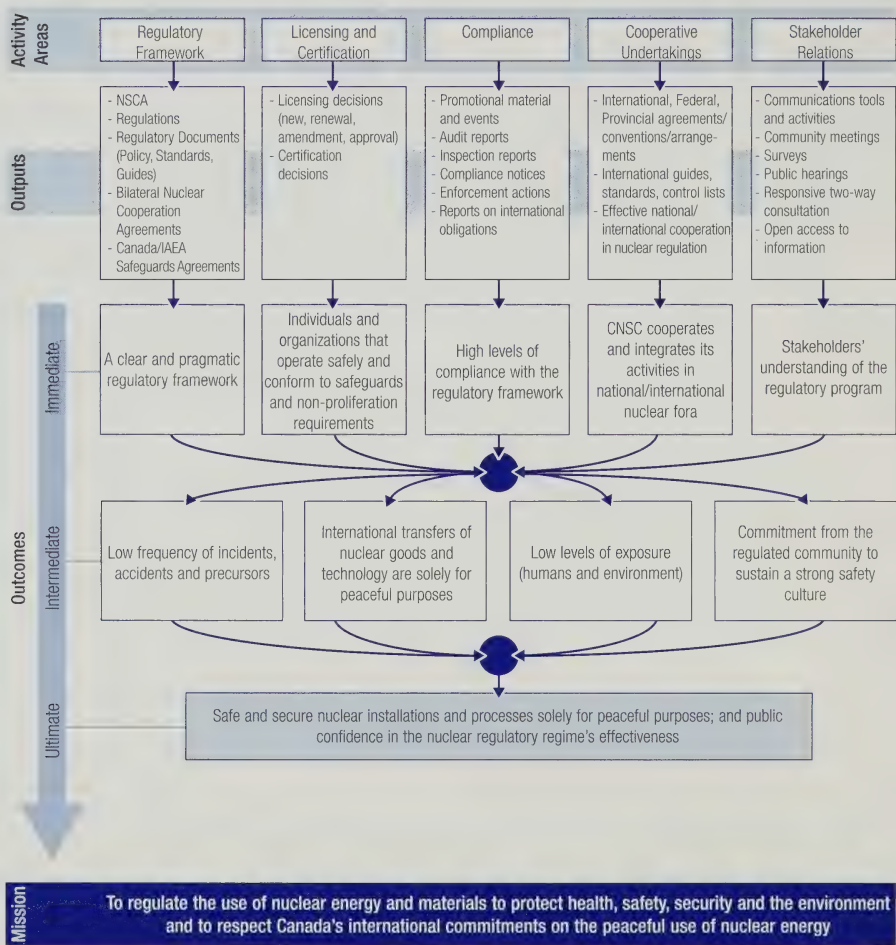 Activity
Areas
Regulatory
Framework
Licensing and
Certification
Compliance
Cooperative
Undertakings
Stakeholder
Relations
Outputs
- NSCA
- Regulations
- Regulatory Documents
(Policy, Standards,
Guides)
- Bilateral Nuclear
Cooperation
Agreements
- Canada/IAEA
Safeguards Agreements
- Licensing decisions
(new, renewal,
amendment, approval)
- Certification
decisions
- Promotional material
and events
- Audit reports
- Inspection reports
- Compliance notices
- Enforcement actions
- Reports on international
obligations
- International, Federal,
Provincial agreements/
conventions/arrange-
ments
- International guides,
standards, control lists
- Effective national/
international cooperation
in nuclear regulation
- Communications tools
and activities
- Community meetings
- Surveys
- Public hearings
- Responsive two-way
consultation
- Open access to
information
Outcomes
Immediate
A clear and pragmatic
regulatory framework
Individuals and
organizations that
operate safely and
conform to safeguards
and non-proliferation
requirements
High levels of
compliance with the
regulatory framework
CNSC cooperates
and integrates its
activities in
national/international
nuclear fora
Stakeholders'
understanding of the
regulatory program
Intermediate
Low frequency of incidents,
accidents and precursors
International transfers of
nuclear goods and
technology are solely for
peaceful purposes
Low levels of exposure
(humans and environment)
Commitment from the
regulated community to
sustain a strong safety
culture
Ultimate
Safe and secure nuclear installations and processes solely for peaceful purposes; and public
confidence in the nuclear regulatory regime's effectiveness
Mission
To regulate the use of nuclear energy and materials to protect health, safety, security and the environment
and to respect Canada's international commitments on the peaceful use of nuclear energy